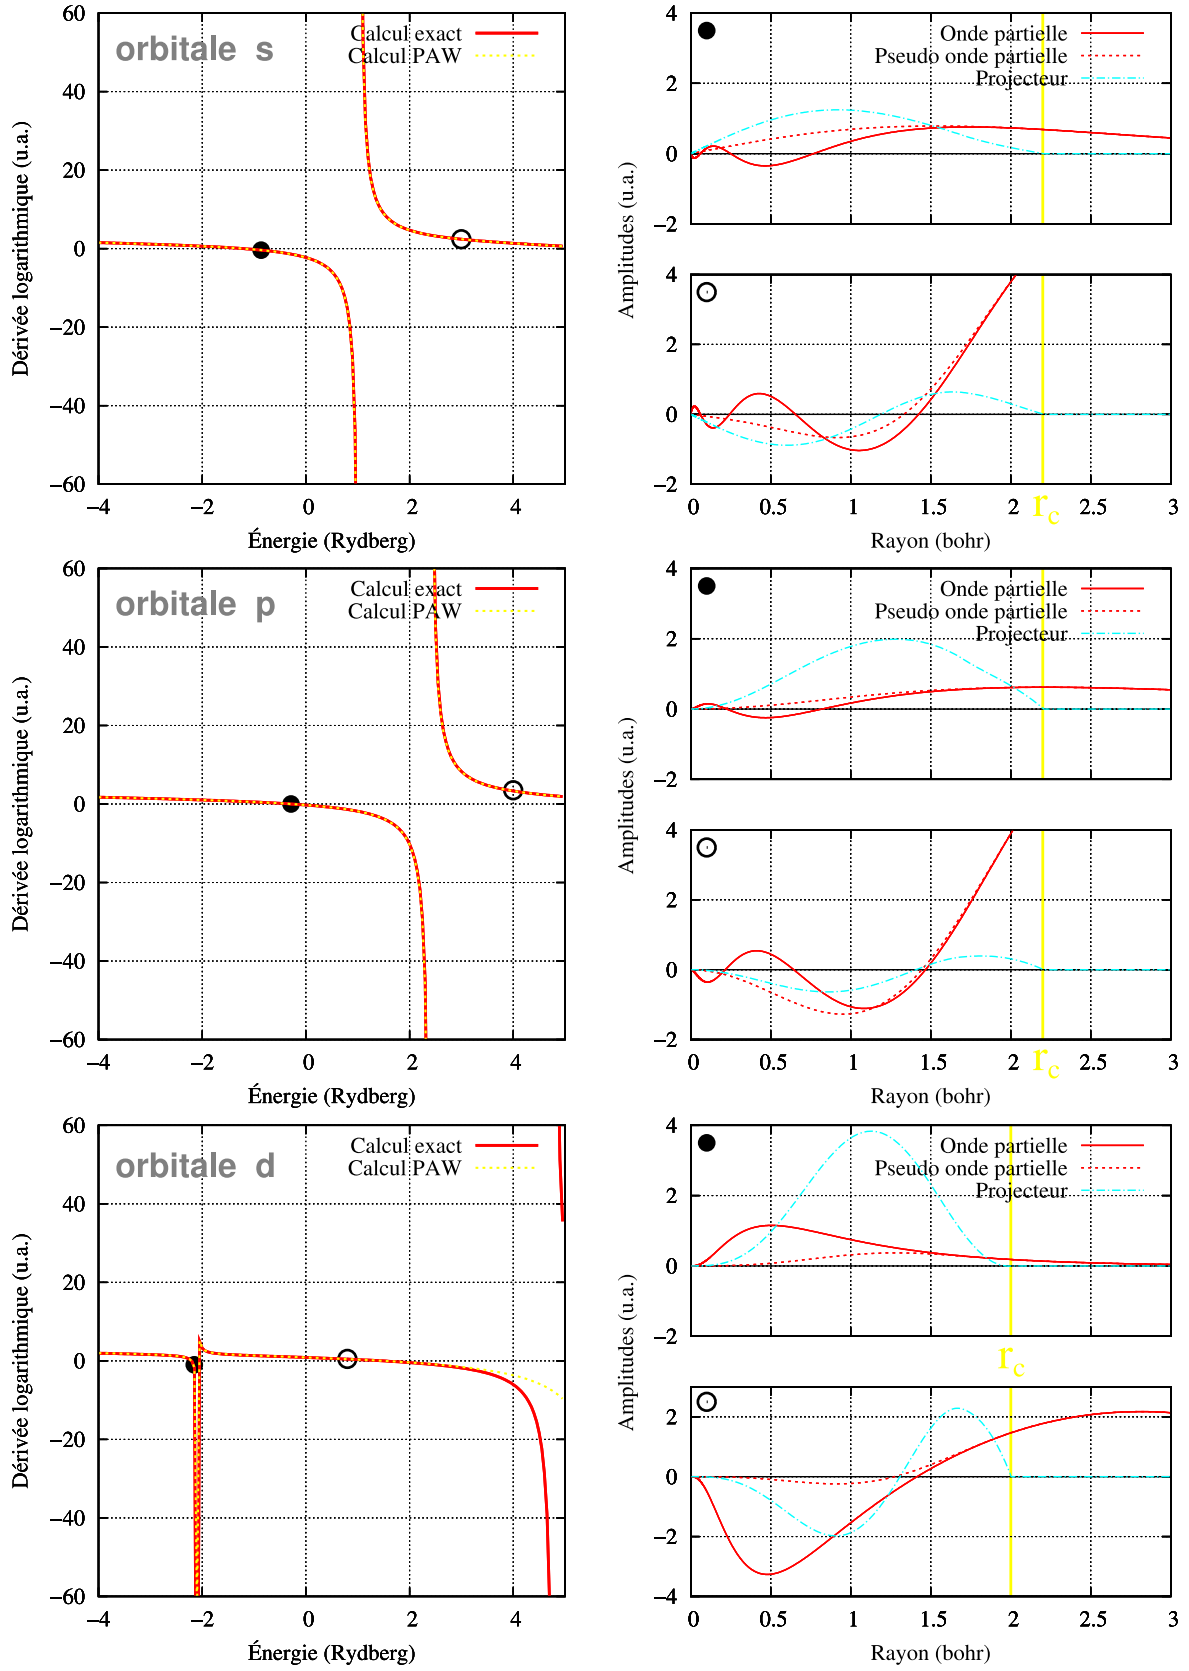 orbitale s
Calcul exact
Calcul PAW
60
40
20
0
−20
−40
−60
Dérivée logarithmique (u.a.)
−4
−2
0
2
4
Énergie (Rydberg)
Onde partielle
Pseudo onde partielle
Projecteur
4
2
0
−2
4
2
0
−2
Amplitudes (u.a.)
0
0.5
1
1.5
2
2.5
3
rc
Rayon (bohr)
orbitale p
Calcul exact
Calcul PAW
60
40
20
0
−20
−40
−60
Dérivée logarithmique (u.a.)
−4
−2
0
2
4
Énergie (Rydberg)
Onde partielle
Pseudo onde partielle
Projecteur
4
2
0
−2
4
2
0
−2
Amplitudes (u.a.)
0
0.5
1
1.5
2
2.5
3
rc
Rayon (bohr)
orbitale d
Calcul exact
Calcul PAW
60
40
20
0
−20
−40
−60
Dérivée logarithmique (u.a.)
−4
−2
0
2
4
Énergie (Rydberg)
Onde partielle
Pseudo onde partielle
Projecteur
4
2
0
−2
rc
2
0
−2
−4
Amplitudes (u.a.)
0
0.5
1
1.5
2
2.5
3
Rayon (bohr)